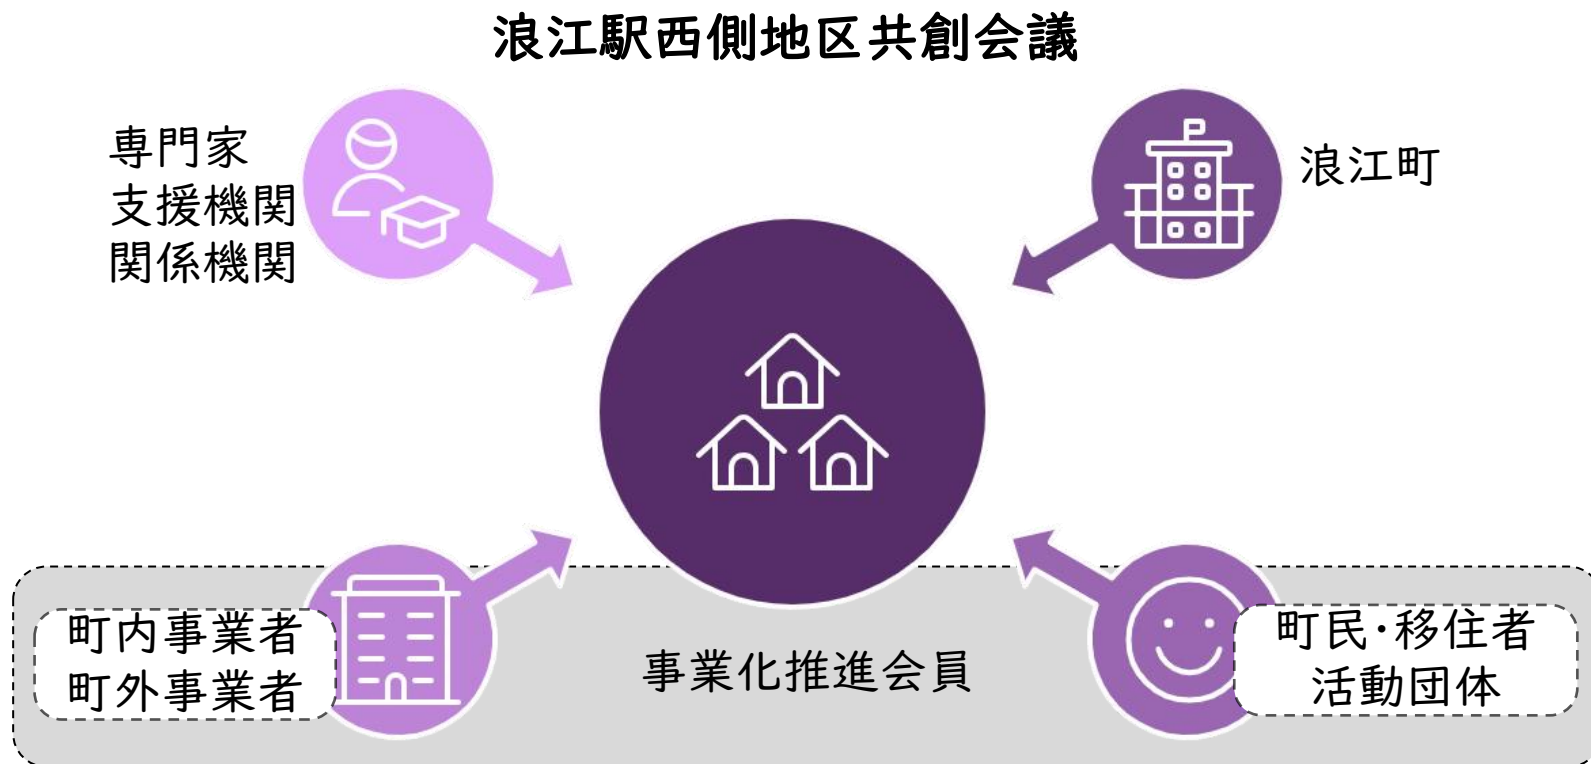 浪江駅西側地区共創会議
専門家
支援機関
関係機関
浪江町
町内事業者
町外事業者
事業化推進会員
町民・移住者
活動団体